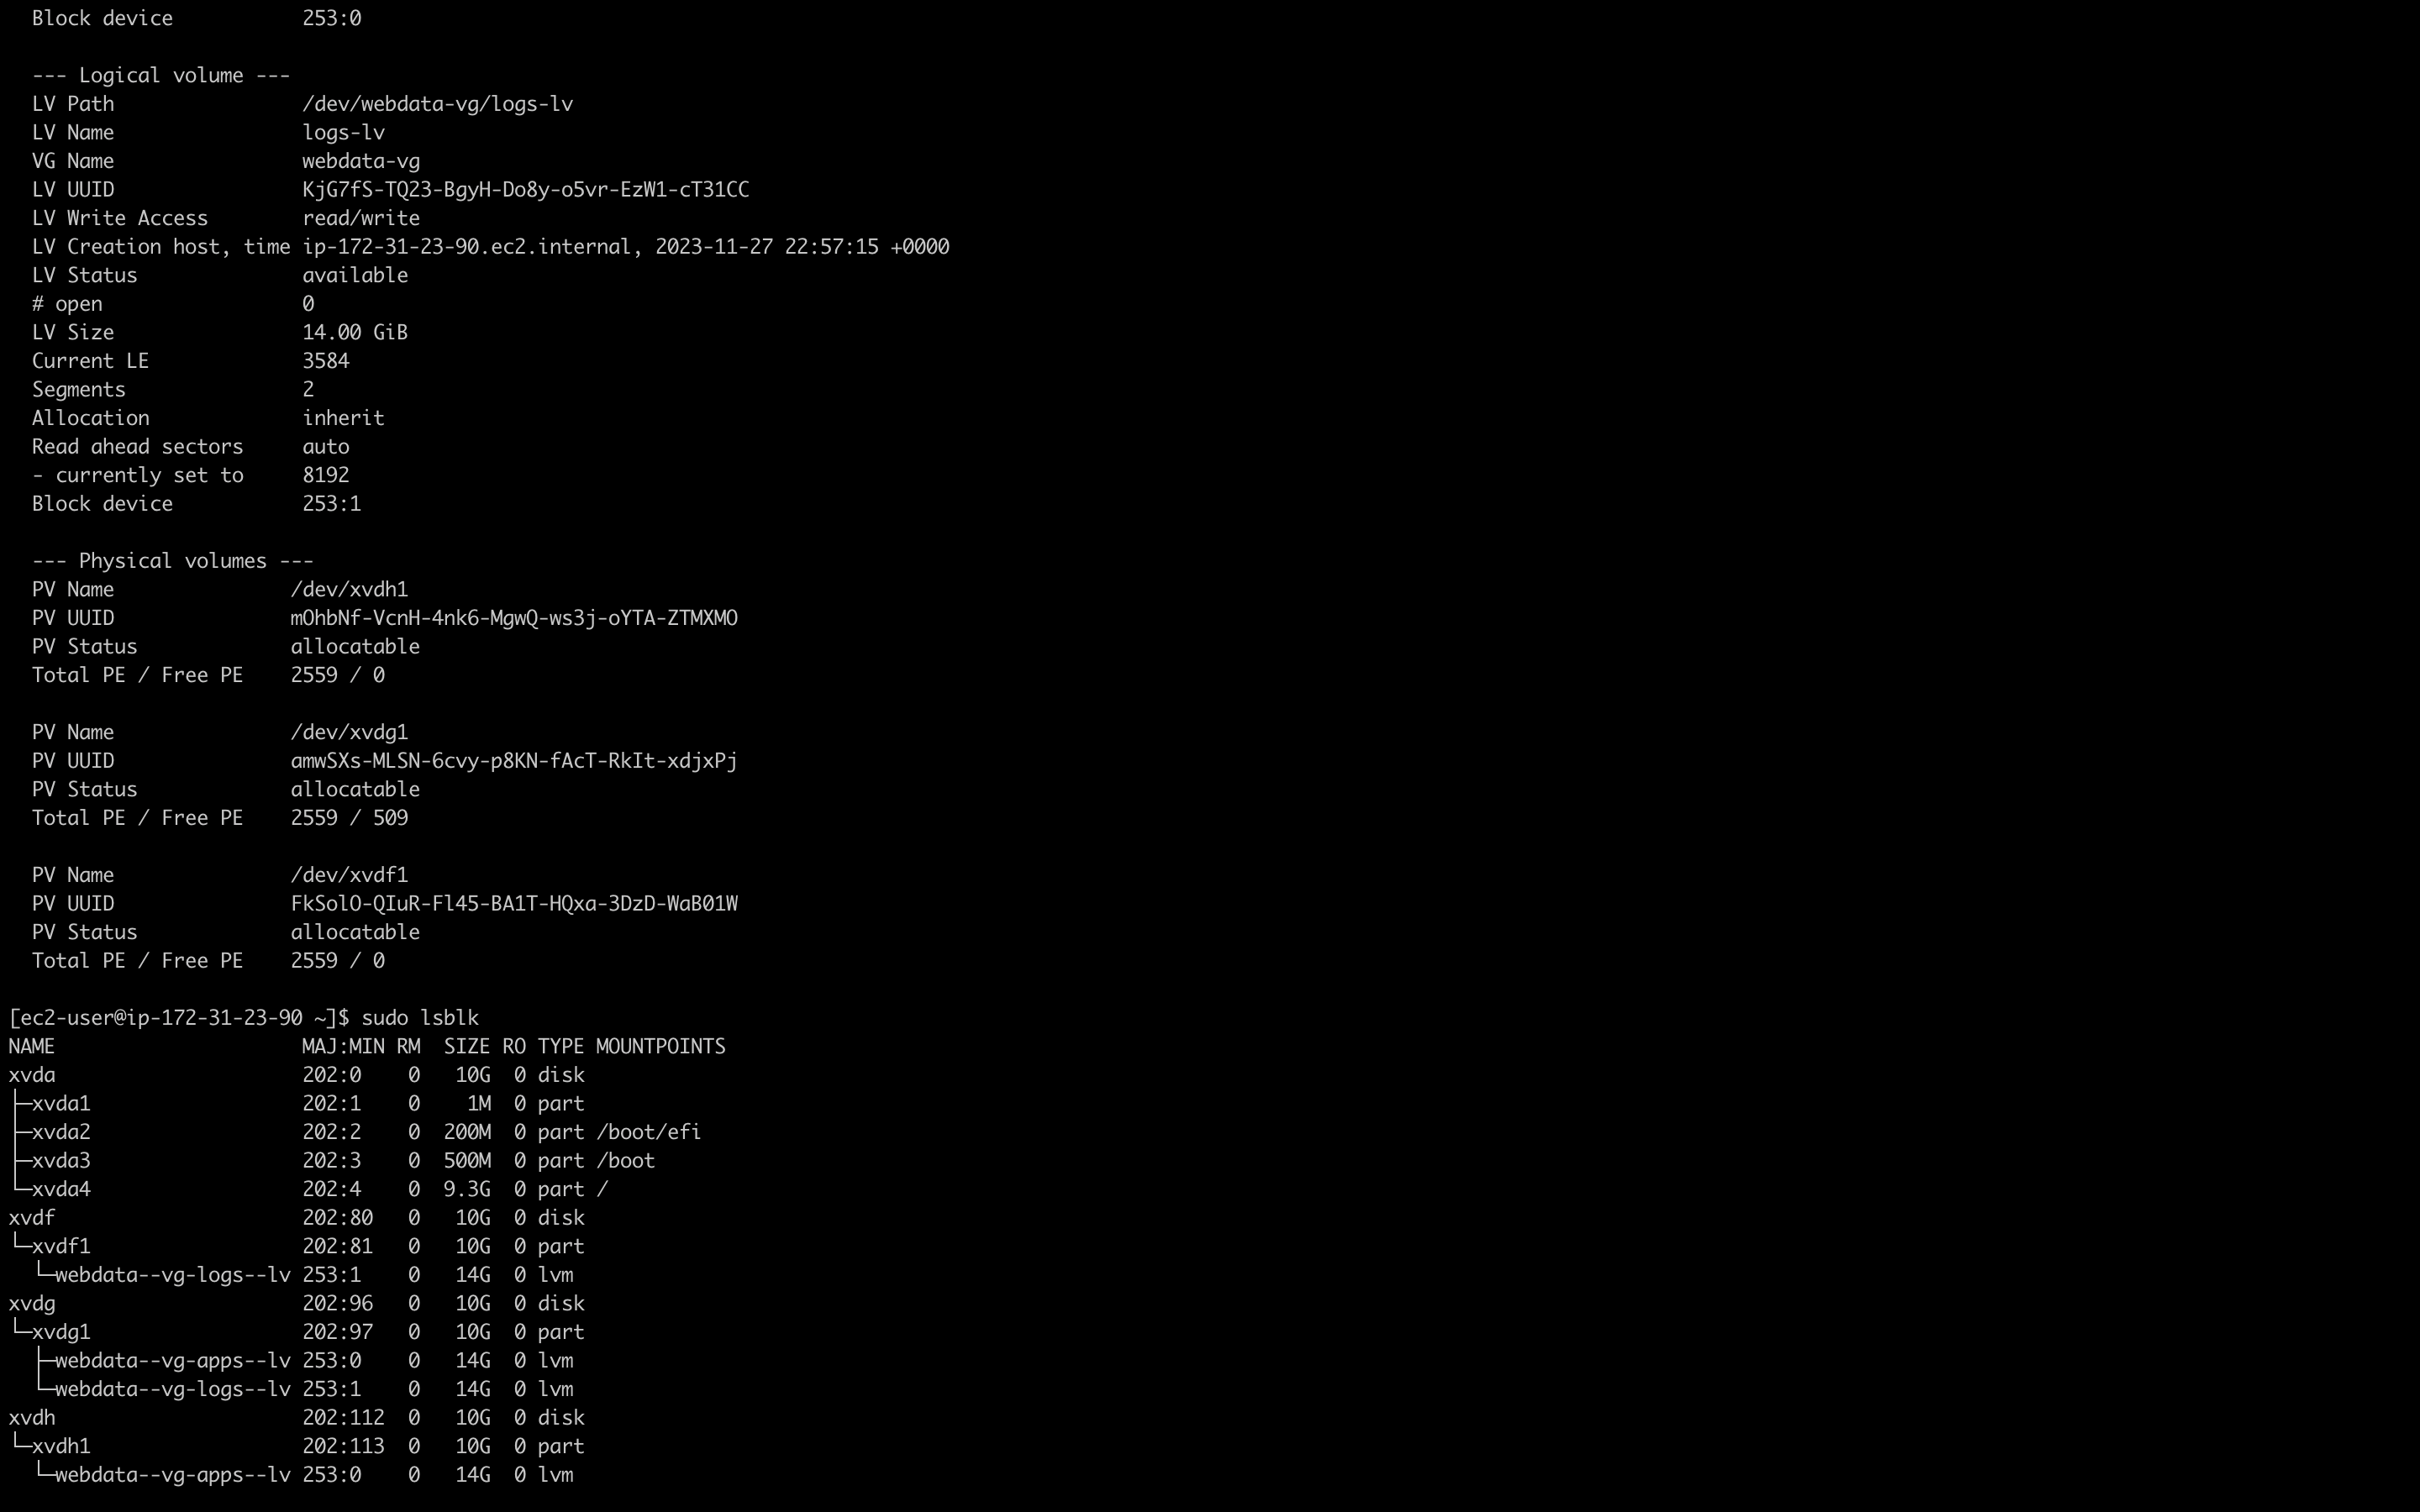 Block device           253:0

  --- Logical volume ---
  LV Path                /dev/webdata-vg/logs-lv
  LV Name                logs-lv
  VG Name                webdata-vg
  LV UUID                KjG7fS-TQ23-BgyH-Do8y-o5vr-EzW1-cT31CC
  LV Write Access        read/write
  LV Creation host, time ip-172-31-23-90.ec2.internal, 2023-11-27 22:57:15 +0000
  LV Status              available
  # open                 0
  LV Size                14.00 GiB
  Current LE             3584
  Segments               2
  Allocation             inherit
  Read ahead sectors     auto
  - currently set to     8192
  Block device           253:1

  --- Physical volumes ---
  PV Name               /dev/xvdh1
  PV UUID               mOhbNf-VcnH-4nk6-MgwQ-ws3j-oYTA-ZTMXMO
  PV Status             allocatable
  Total PE / Free PE    2559 / 0

  PV Name               /dev/xvdg1
  PV UUID               amwSXs-MLSN-6cvy-p8KN-fAcT-RkIt-xdjxPj
  PV Status             allocatable
  Total PE / Free PE    2559 / 509

  PV Name               /dev/xvdf1
  PV UUID               FkSolO-QIuR-Fl45-BA1T-HQxa-3DzD-WaB01W
  PV Status             allocatable
  Total PE / Free PE    2559 / 0

[ec2-user@ip-172-31-23-90 ~]$ sudo lsblk
NAME                     MAJ:MIN RM  SIZE RO TYPE MOUNTPOINTS
xvda                     202:0    0   10G  0 disk
├─xvda1                  202:1    0    1M  0 part
├─xvda2                  202:2    0  200M  0 part /boot/efi
├─xvda3                  202:3    0  500M  0 part /boot
└─xvda4                  202:4    0  9.3G  0 part /
xvdf                     202:80   0   10G  0 disk
└─xvdf1                  202:81   0   10G  0 part
  └─webdata--vg-logs--lv 253:1    0   14G  0 lvm
xvdg                     202:96   0   10G  0 disk
└─xvdg1                  202:97   0   10G  0 part
  ├─webdata--vg-apps--lv 253:0    0   14G  0 lvm
  └─webdata--vg-logs--lv 253:1    0   14G  0 lvm
xvdh                     202:112  0   10G  0 disk
└─xvdh1                  202:113  0   10G  0 part
  └─webdata--vg-apps--lv 253:0    0   14G  0 lvm